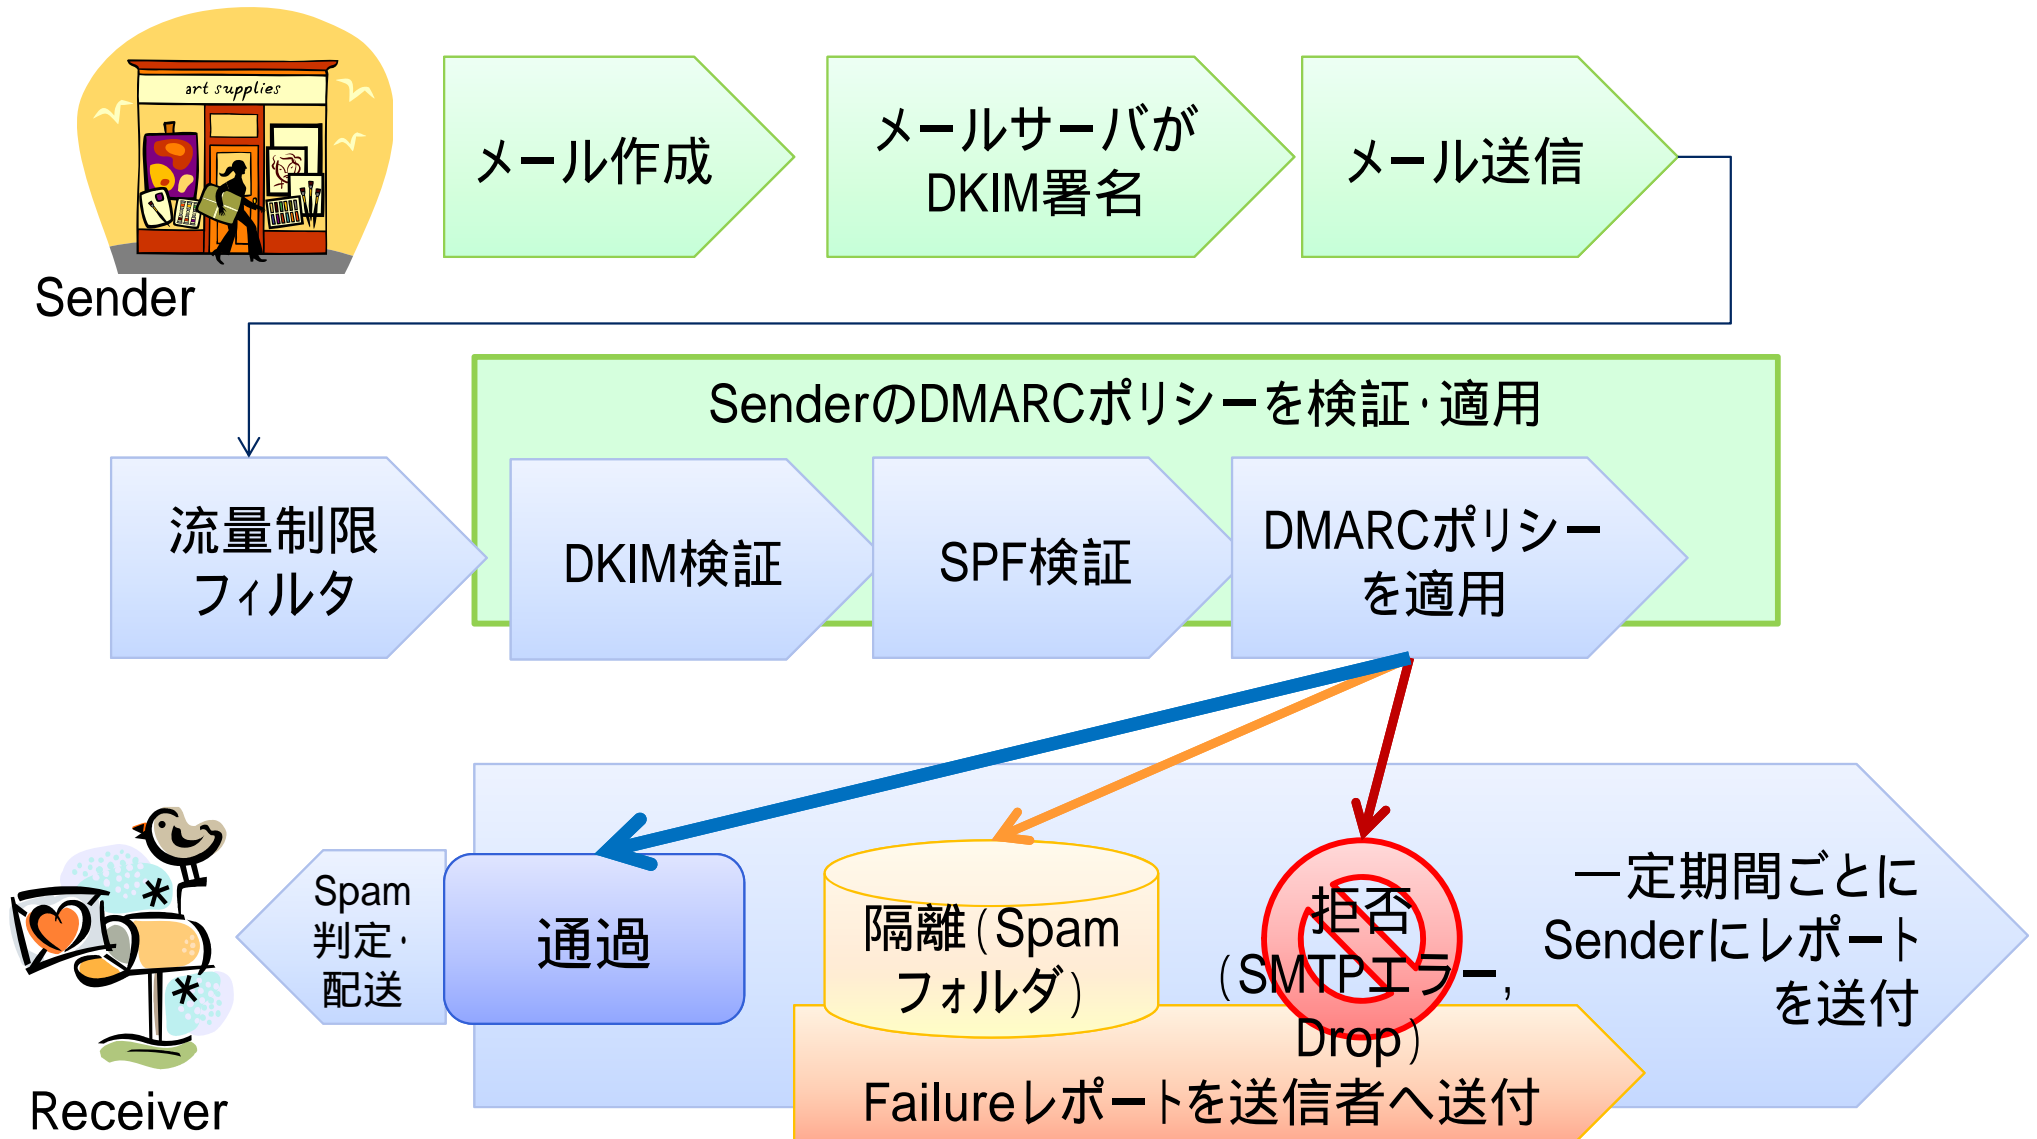 art supplies
メール作成
メールサーバが
DKIM署名
メール送信
Sender
SenderのDMARCポリシーを検証・適用
流量制限
フィルタ
DKIM検証
SPF検証
DMARCポリシー
を適用
Spam
判定・
配送
通過
隔離(Spam
フォルダ)
拒否
(SMTPエラー,
Drop)
一定期間ごとに
Senderにレポート
を送付
Failureレポートを送信者へ送付
Receiver